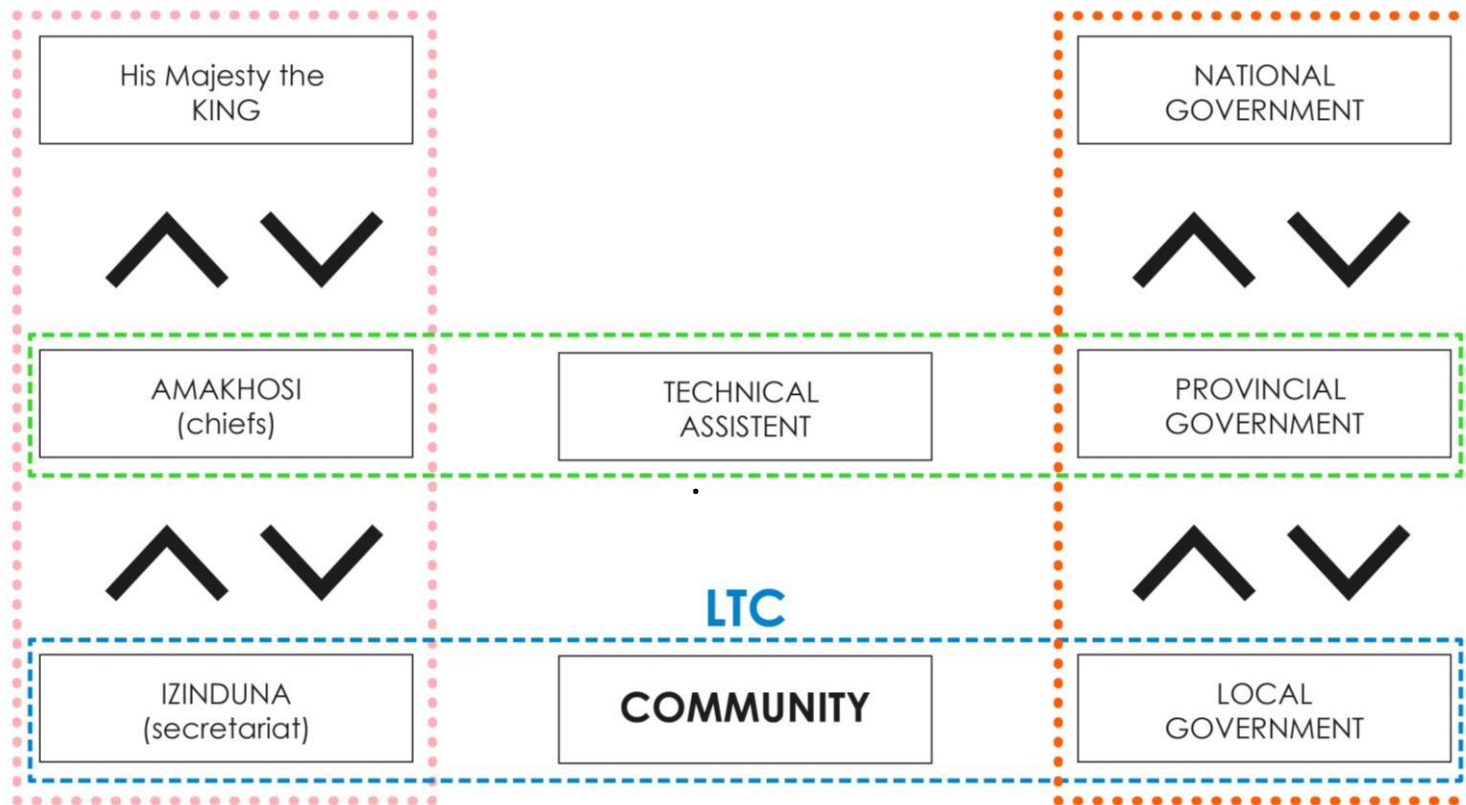 His Majesty the
KING
NATIONAL
GOVERNMENT
AMAKHOSI
(chiefs)
TECHNICAL
ASSISTENT
PROVINCIAL
GOVERNMENT
LTC
IZINDUNA
(secretariat)
COMMUNITY
LOCAL
GOVERNMENT